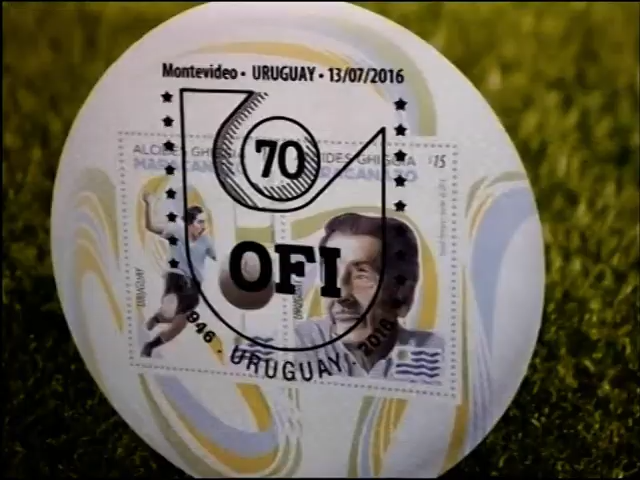 Montevideo • URUGUAY • 13/07/2016
70
ALCIDES GHIGGIA
MARACANAZO
ALCIDES GHIGGIA
MARACANAZO
$15
OFI
URUGUAY
URUGUAY
1946 • URUGUAY • 2016